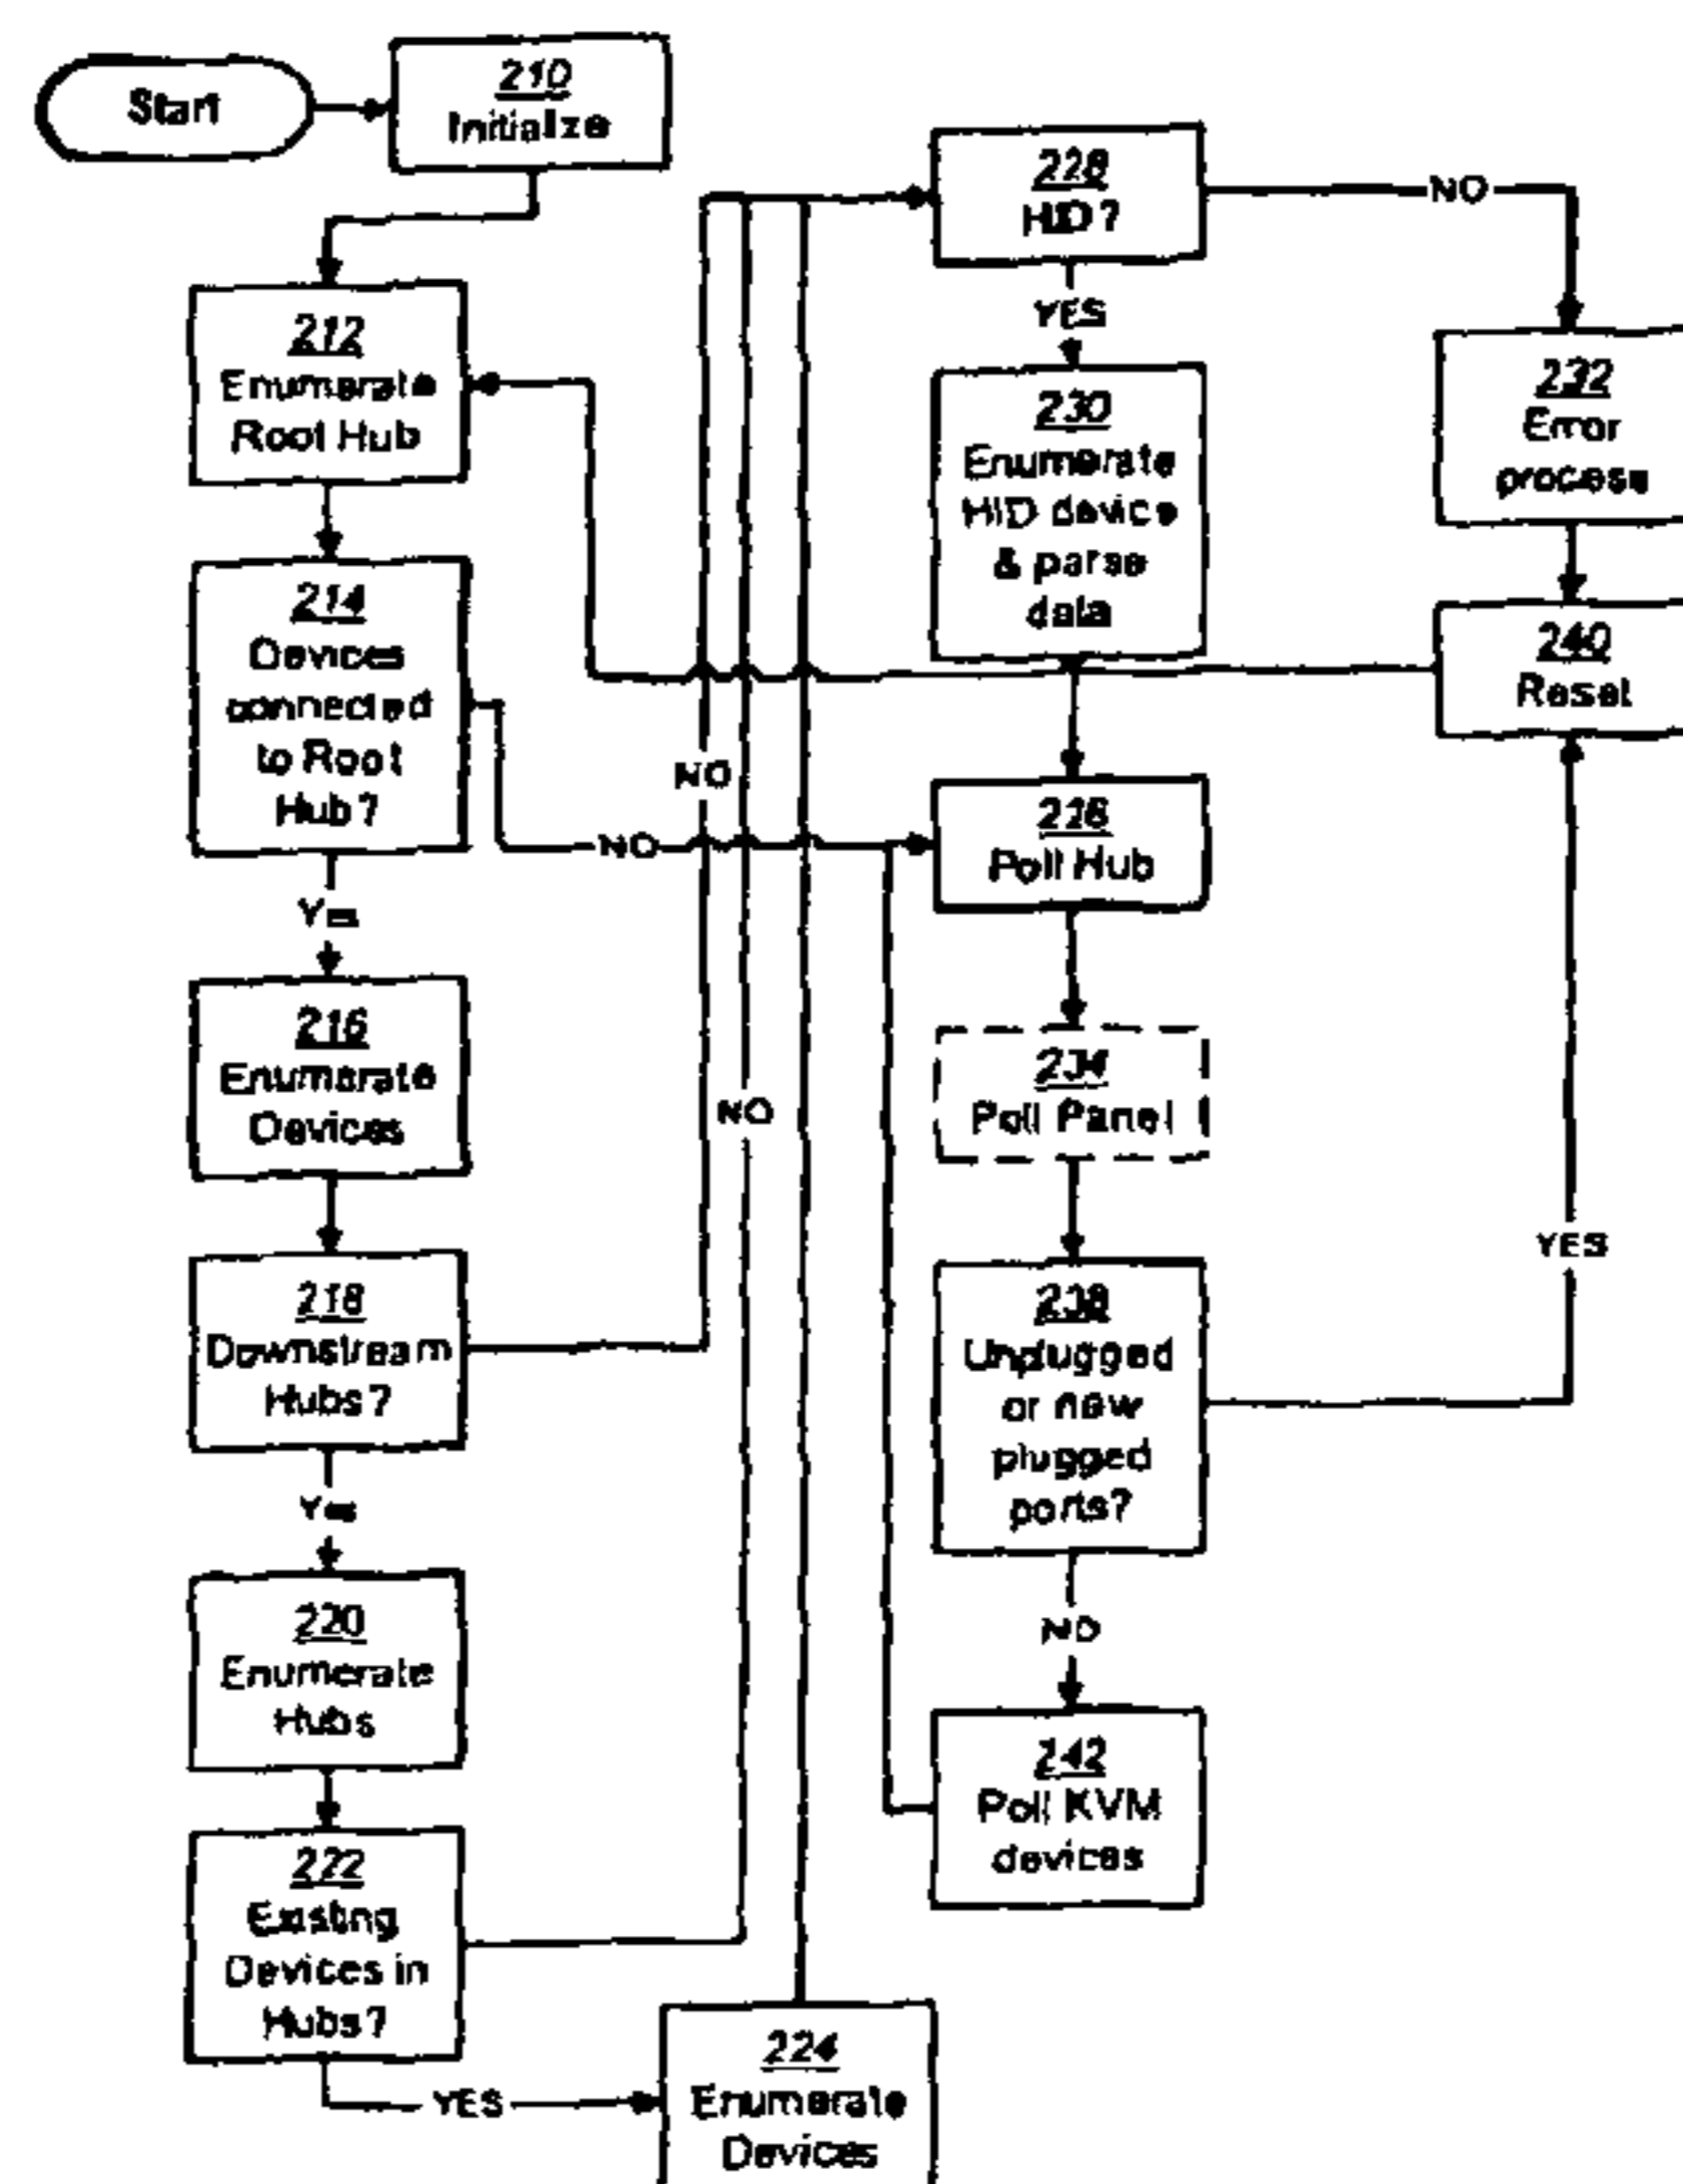 Start
210
Initialize
212
Enumerate
Root Hub
214
Devices
connected
to Root
Hub?
Yes
NO
216
Enumerate
Devices
218
Downstream
Hubs?
Yes
NO
220
Enumerate
Hubs
222
Existing
Devices in
Hubs?
NO
YES
224
Enumerate
Devices
228
HID?
NO
YES
230
Enumerate
HID device
& parse
data
232
Error
process
240
Reset
Poll Hub
234
Poll Panel
238
Unplugged
or new
plugged
ports?
YES
NO
242
Poll KVM
devices